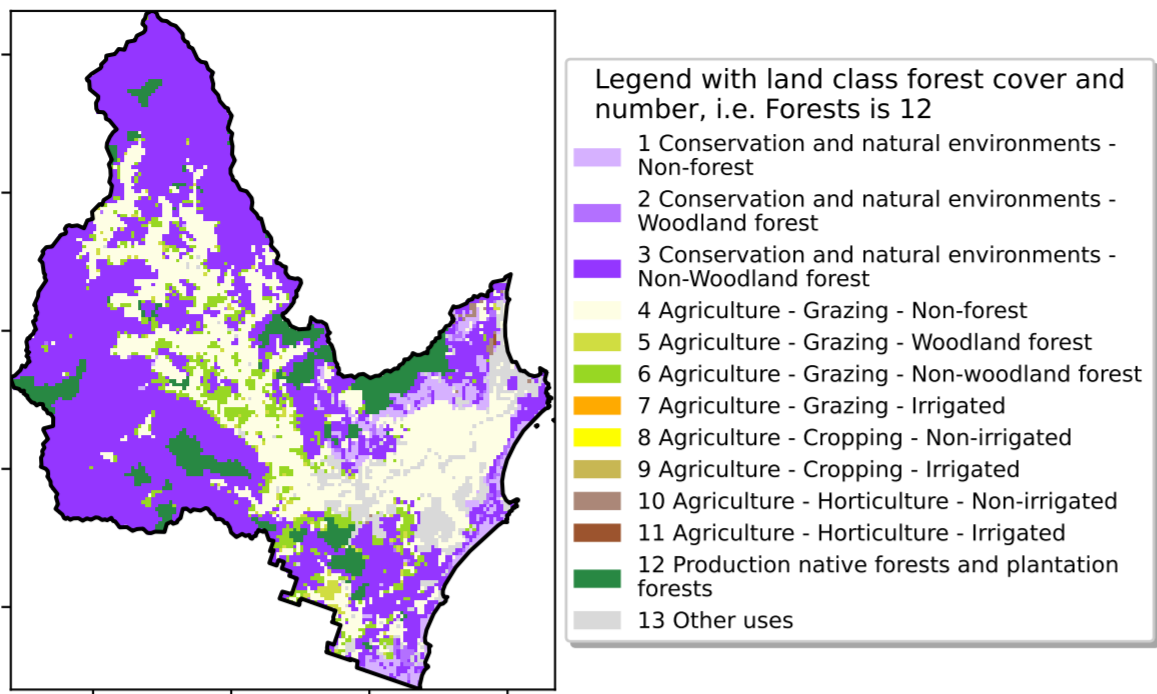 Legend with land class forest cover and
number, i.e. Forests is 12
1 Conservation and natural environments -
Non-forest
2 Conservation and natural environments -
Woodland forest
3 Conservation and natural environments -
Non-Woodland forest
4 Agriculture - Grazing - Non-forest
5 Agriculture - Grazing - Woodland forest
6 Agriculture - Grazing - Non-woodland forest
7 Agriculture - Grazing - Irrigated
8 Agriculture - Cropping - Non-irrigated
9 Agriculture - Cropping - Irrigated
10 Agriculture - Horticulture - Non-irrigated
11 Agriculture - Horticulture - Irrigated
12 Production native forests and plantation
forests
13 Other uses